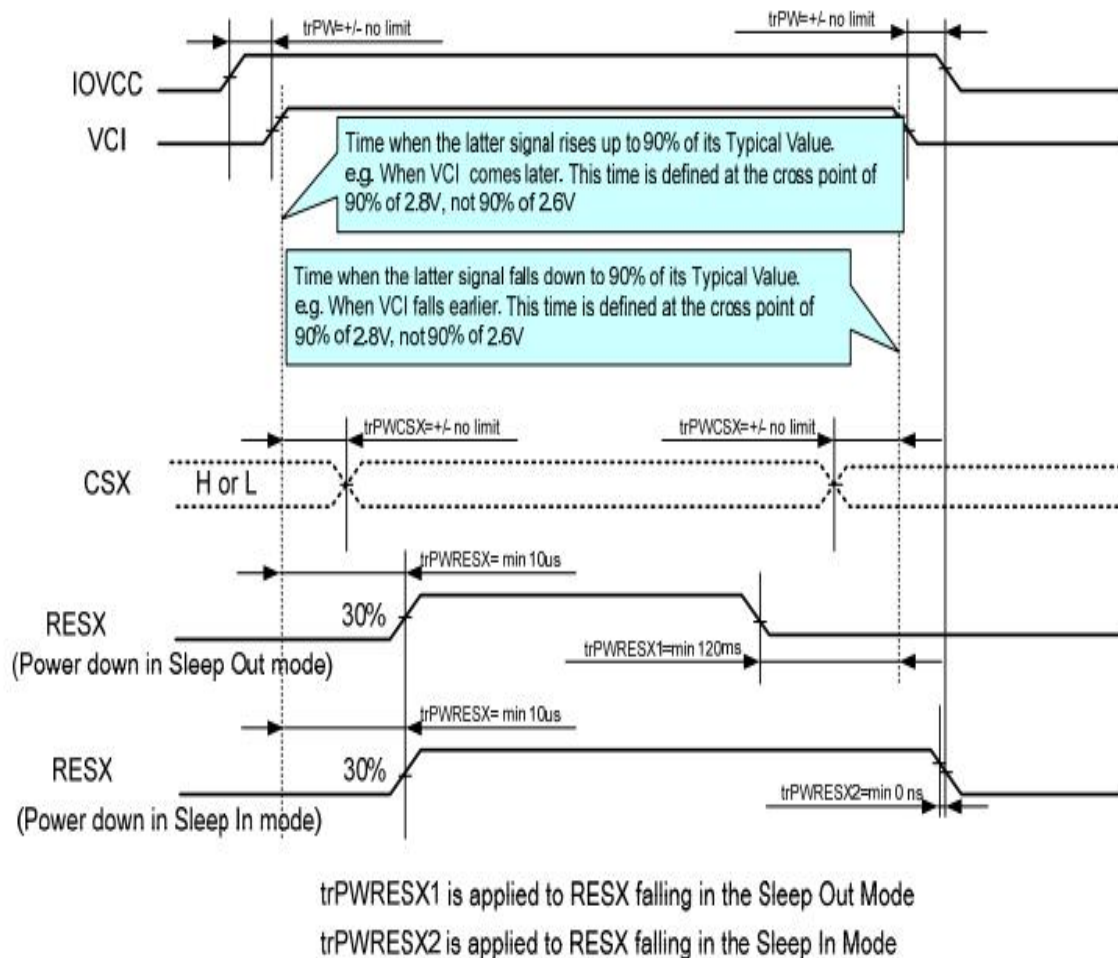 trPW=+/- no limit
trPW=+/- no limit
IOVCC
VCI
Time when the latter signal rises up to 90% of its Typical Value.
e.g. When VCI comes later. This time is defined at the cross point of
90% of 2.8V, not 90% of 2.6V
Time when the latter signal falls down to 90% of its Typical Value.
e.g. When VCI falls earlier. This time is defined at the cross point of
90% of 2.8V, not 90% of 2.6V
trPWCSX=+/- no limit
trPWCSX=+/- no limit
CSX
H or L
trPWRESX= min 10us
30%
RESX
(Power down in Sleep Out mode)
trPWRESX1=min 120ms
trPWRESX= min 10us
RESX
30%
trPWRESX2=min 0 ns
(Power down in Sleep In mode)
trPWRESX1 is applied to RESX falling in the Sleep Out Mode
trPWRESX2 is applied to RESX falling in the Sleep In Mode